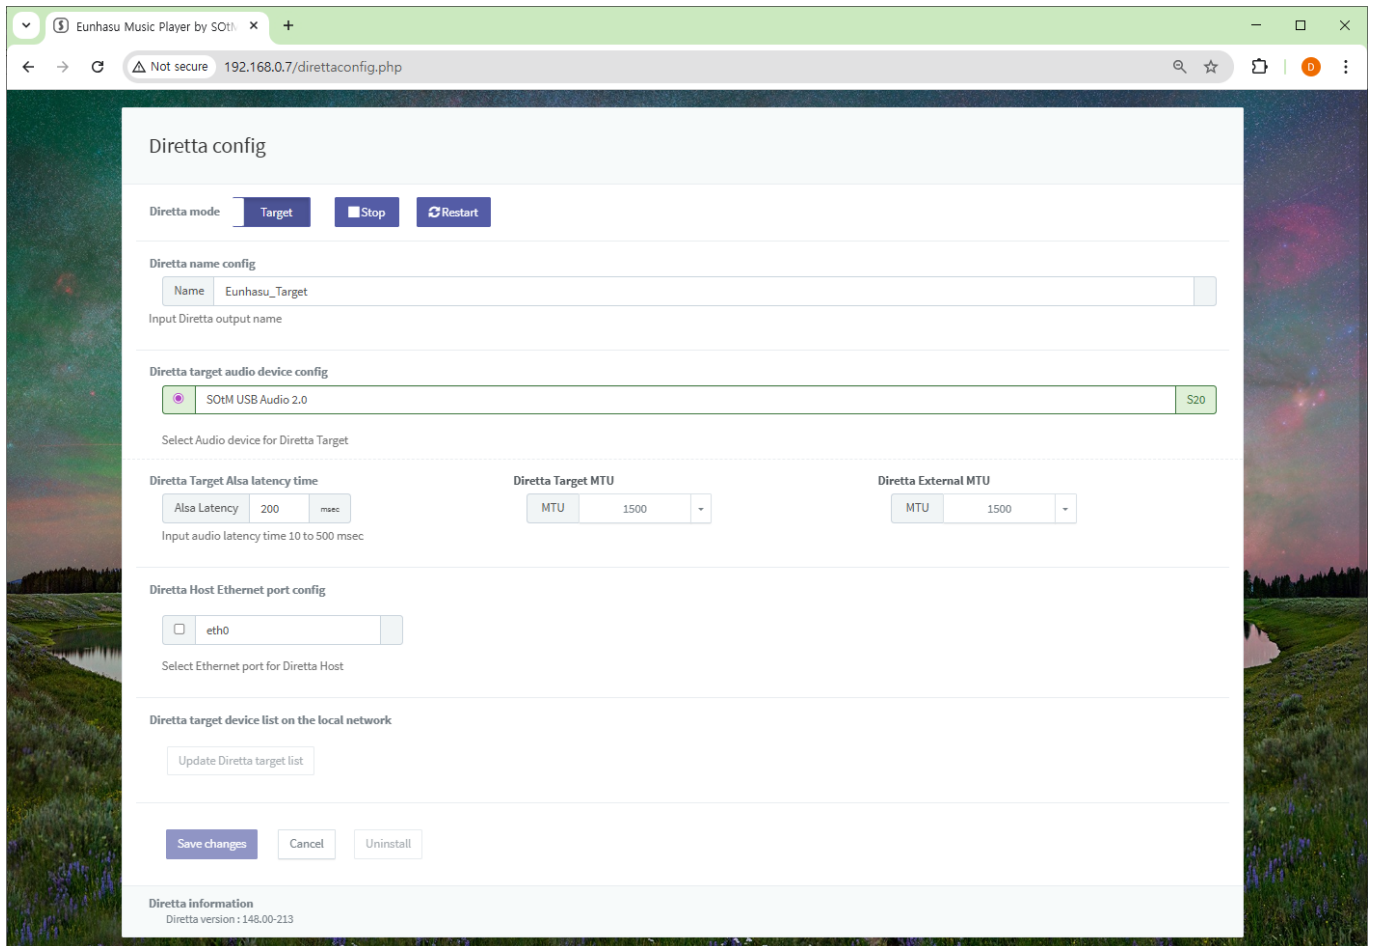 Eunhasu Music Player by SOtM
Not secure 192.168.0.7/direttaconfig.php
D
Diretta config
Diretta mode Target Stop Restart
Diretta name config
Name Eunhasu_Target
Input Diretta output name
Diretta target audio device config
SOtM USB Audio 2.0 S20
Select Audio device for Diretta Target
Diretta Target Alsa latency time Diretta Target MTU Diretta External MTU
Alsa Latency 200 msec MTU 1500 MTU 1500
Input audio latency time 10 to 500 msec
Diretta Host Ethernet port config
eth0
Select Ethernet port for Diretta Host
Diretta target device list on the local network
Update Diretta target list
Save changes Cancel Uninstall
Diretta information
Diretta version : 148.00-213